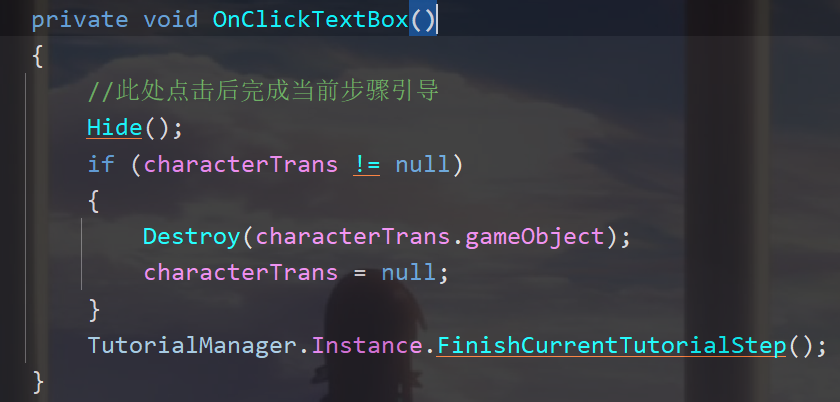 private void OnClickTextBox()
{
//此处点击后完成当前步骤引导
Hide();
if (characterTrans != null)
{
Destroy(characterTrans.gameObject);
characterTrans = null;
}
TutorialManager.Instance.FinishCurrentTutorialStep();
}